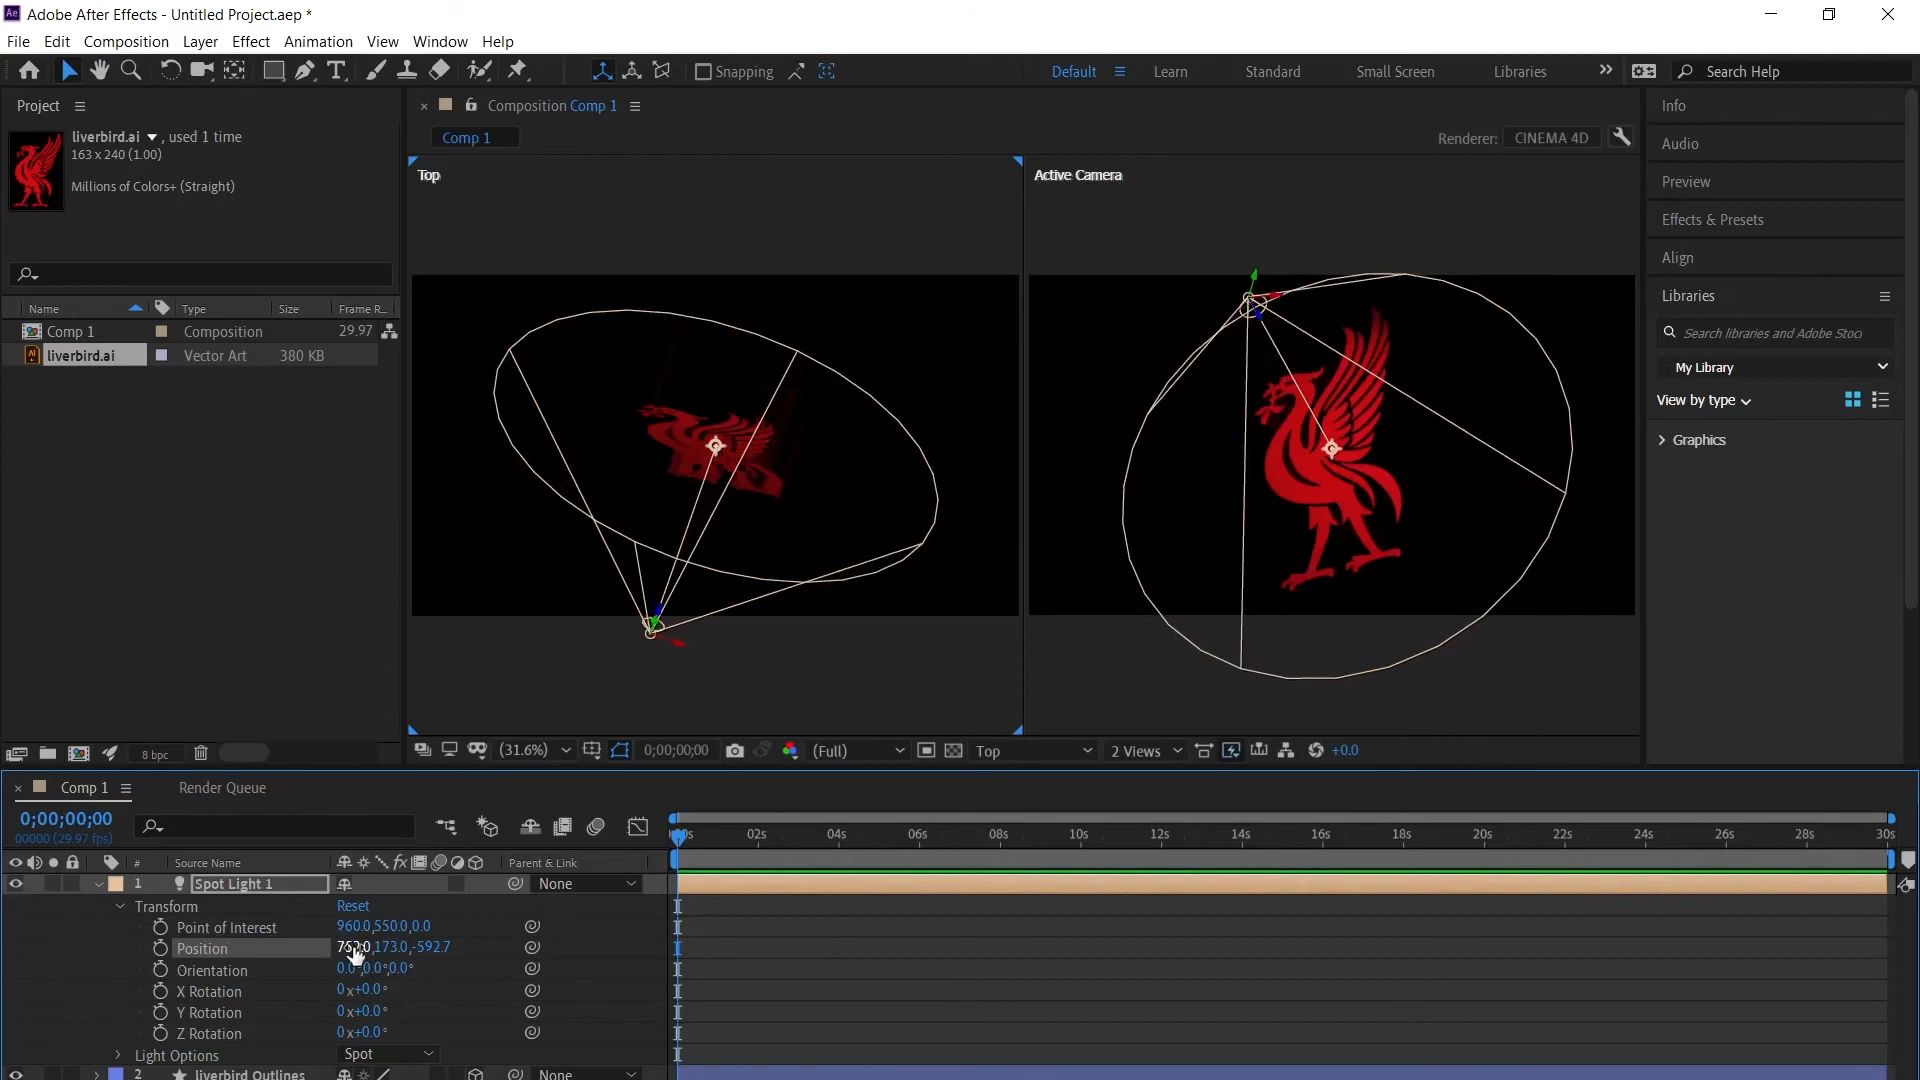 Ae Adobe After Effects - Untitled Project.aep *
File Edit Composition Layer Effect Animation View Window Help
Snapping Default Learn Standard Small Screen Libraries Search Help
Project
liverbird.ai , used 1 time
163 x 240 (1.00)
Millions of Colors+ (Straight)
Name Type Size Frame R...
Comp 1 Composition 29.97
liverbird.ai Vector Art 380 KB
8 bpc
Composition Comp 1
Comp 1
Renderer: CINEMA 4D
Top
Active Camera
(31.6%) 0;00;00;00 (Full) Top 2 Views +0.0
Info
Audio
Preview
Effects & Presets
Align
Libraries
Search libraries and Adobe Stoc
My Library
View by type
Graphics
Comp 1 Render Queue
0;00;00;00
00000 (29.97 fps)
02s 04s 06s 08s 10s 12s 14s 16s 18s 20s 22s 24s 26s 28s 30s
# Source Name Parent & Link
1 Spot Light 1 None
Transform Reset
Point of Interest 960.0,550.0,0.0
Position ,173.0,-592.7
Orientation 0.0°,0.0°,0.0°
X Rotation 0x+0.0°
Y Rotation 0x+0.0°
Z Rotation 0x+0.0°
Light Options Spot
2 liverbird Outlines None